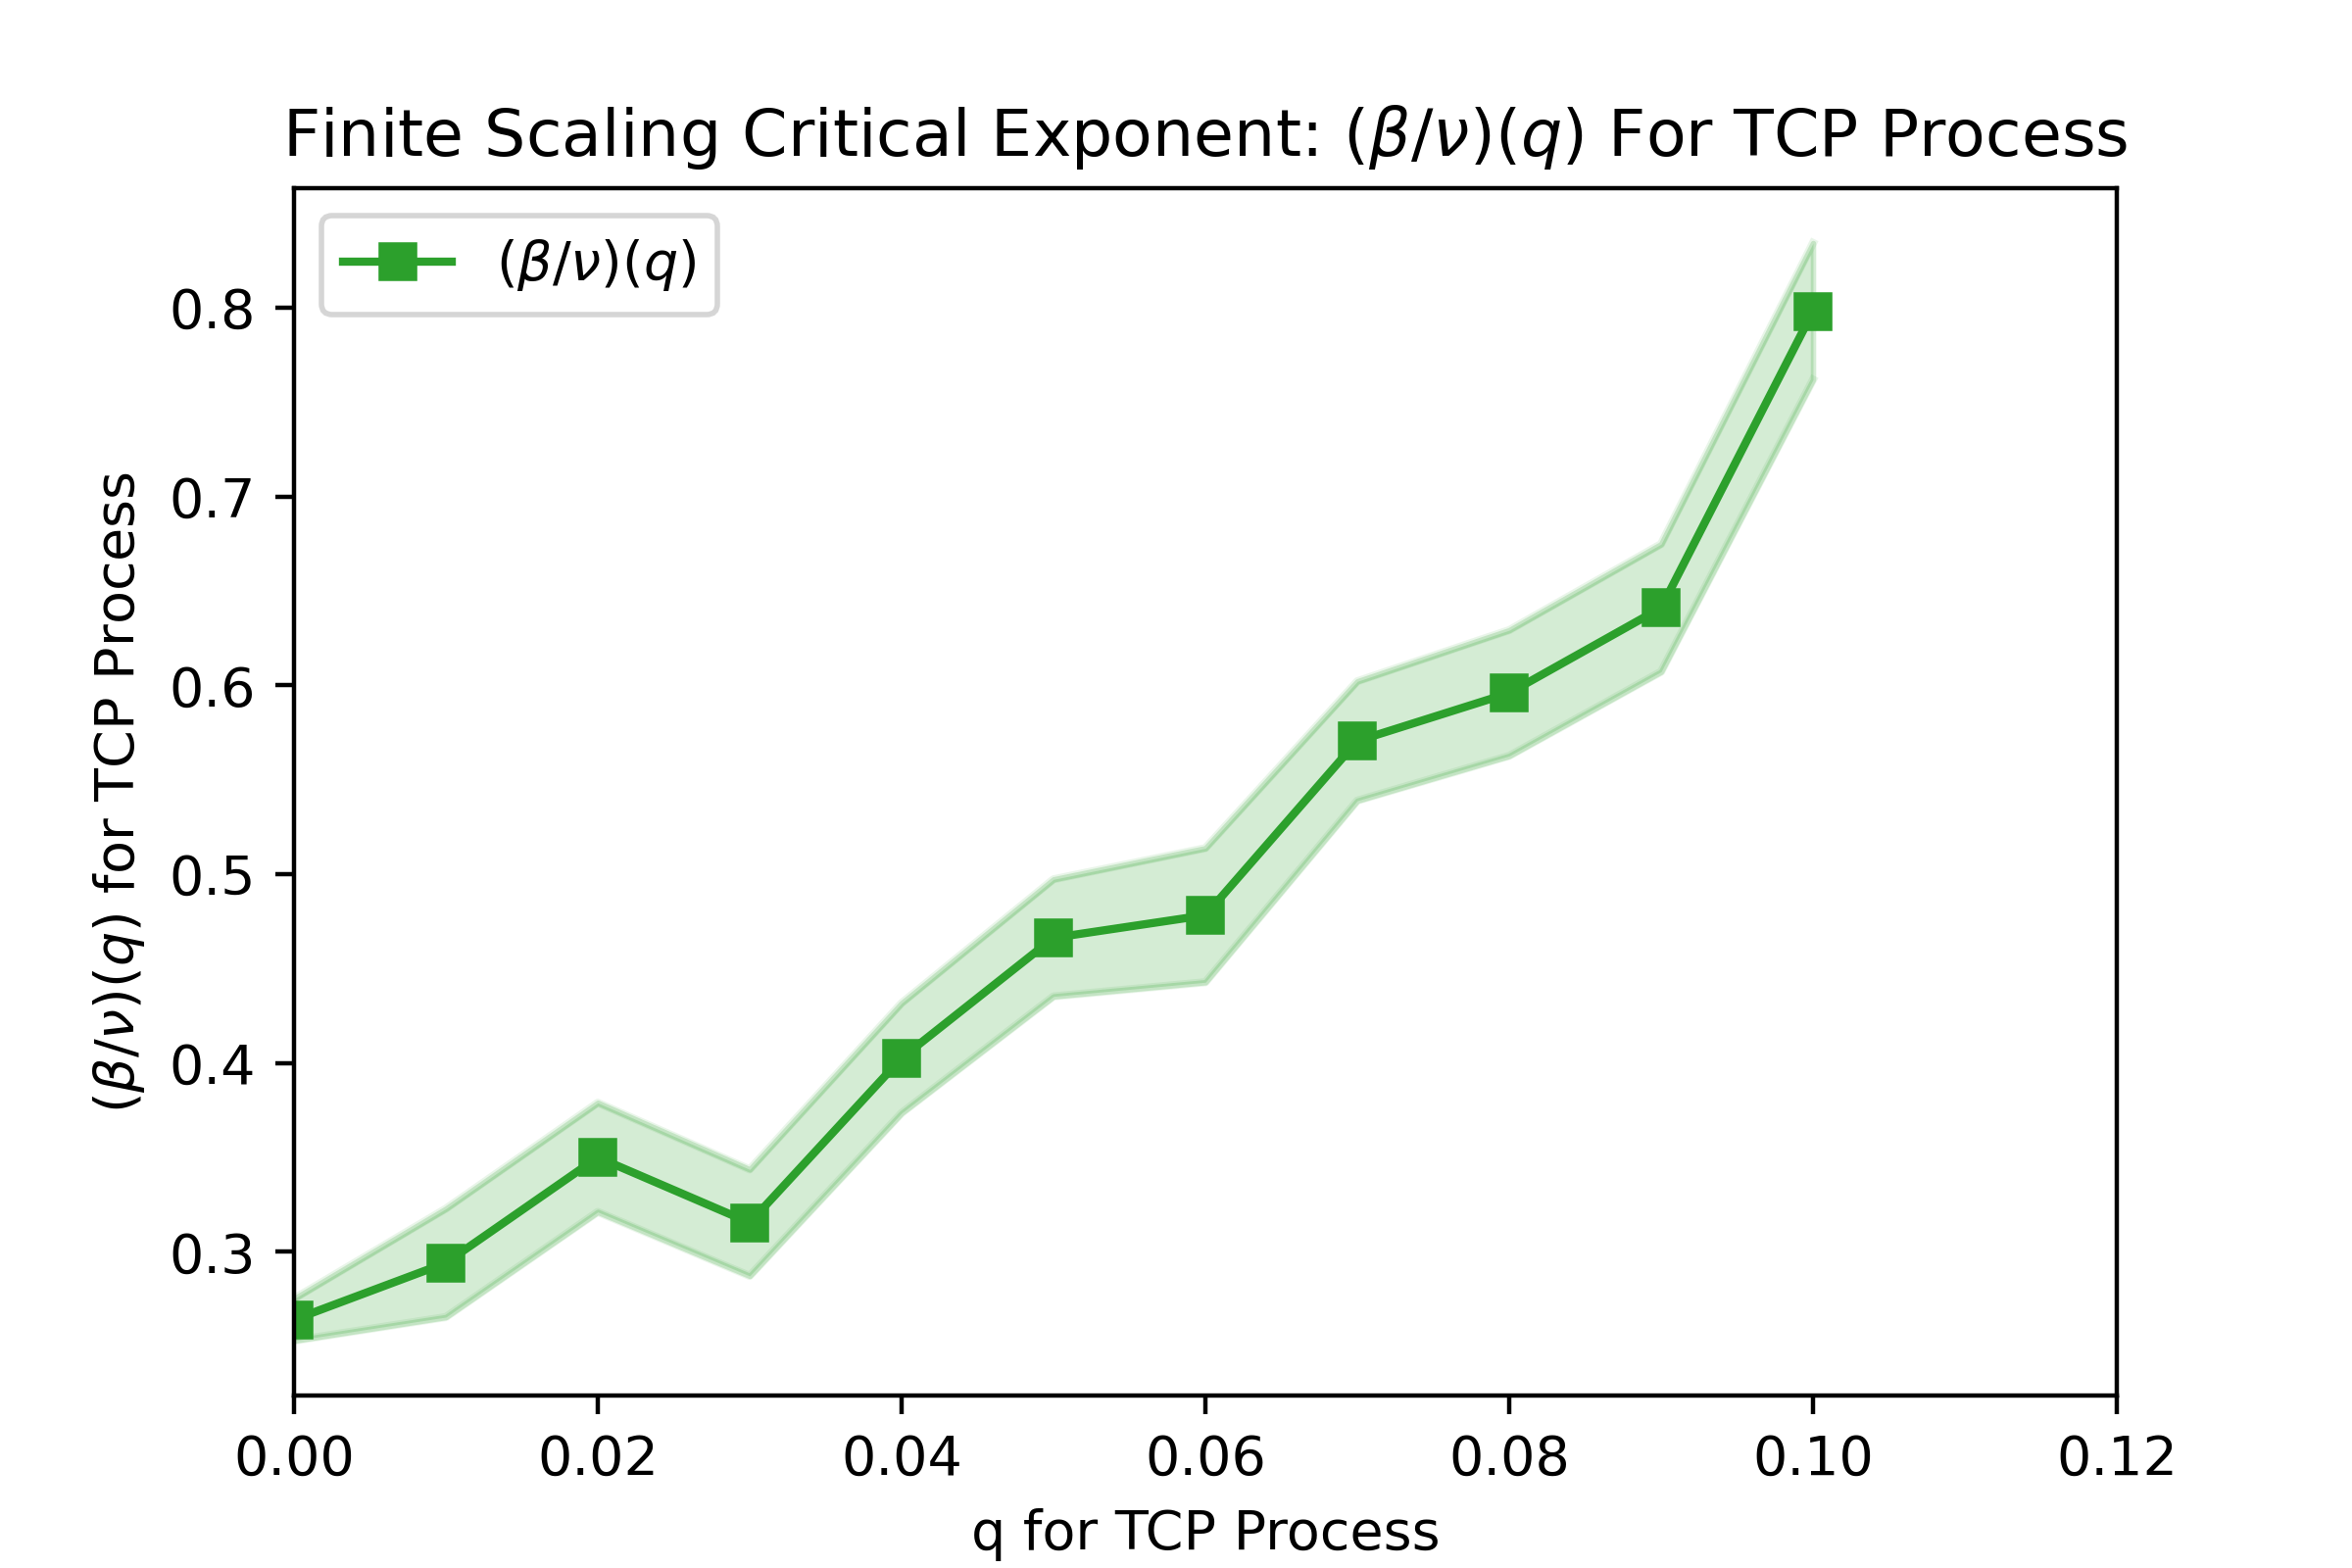 Finite Scaling Critical Exponent: (β/ν)(q) For TCP Process
(β/ν)(q)
(β/ν)(q) for TCP Process
0.8
0.7
0.6
0.5
0.4
0.3
0.00 0.02 0.04 0.06 0.08 0.10 0.12
q for TCP Process